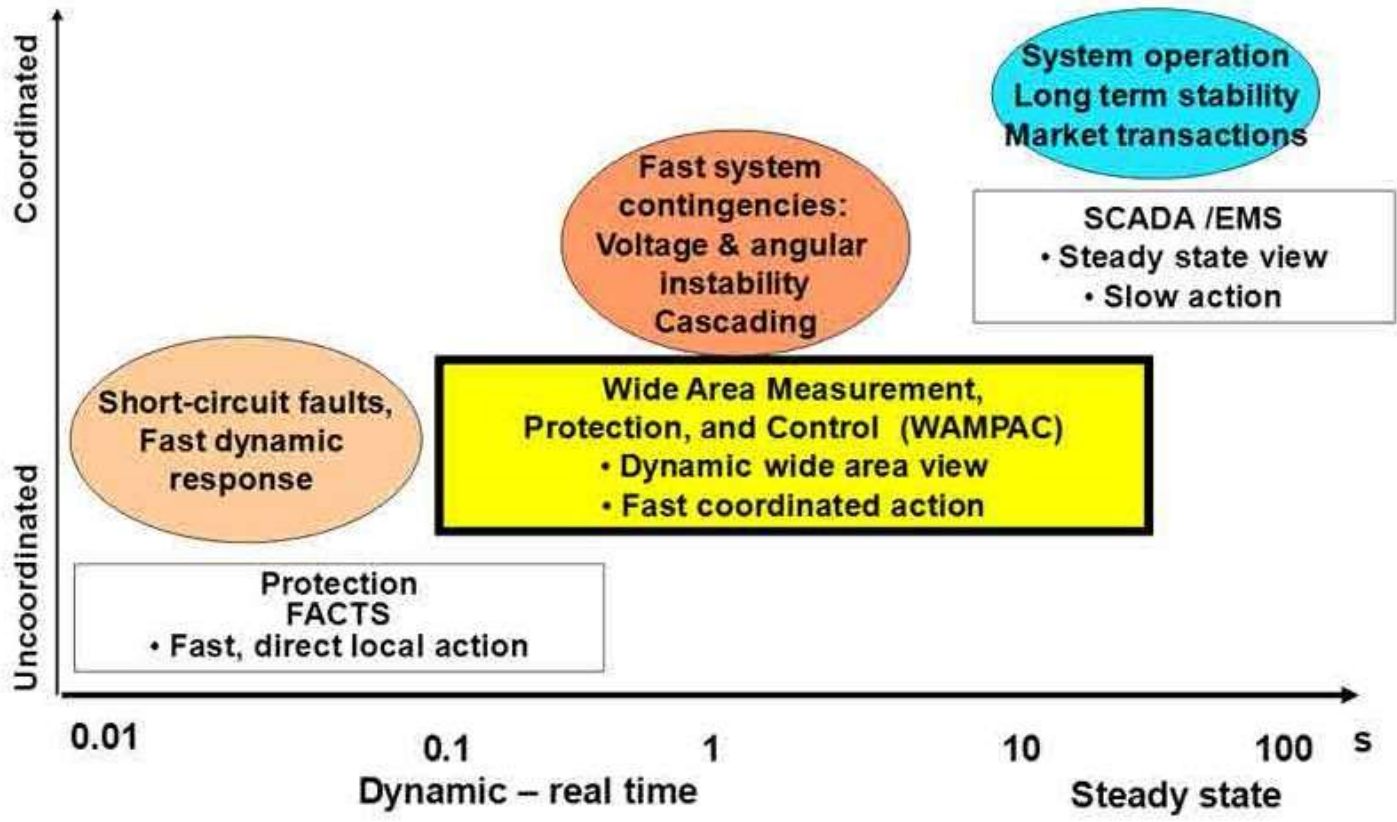 Coordinated
Uncoordinated
System operation
Long term stability
Market transactions
Fast system
contingencies:
Voltage & angular
instability
Cascading
SCADA /EMS
• Steady state view
• Slow action
Short-circuit faults,
Fast dynamic
response
Wide Area Measurement,
Protection, and Control (WAMPAC)
• Dynamic wide area view
• Fast coordinated action
Protection
FACTS
• Fast, direct local action
0.01 0.1 1 10 100 s
Dynamic – real time Steady state